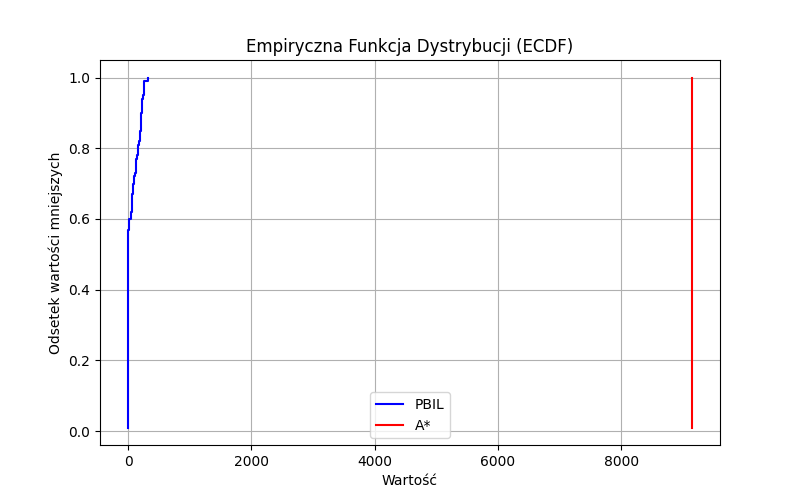 Empiryczna Funkcja Dystrybucji (ECDF)
Odsetek wartości mniejszych
1.0
0.8
0.6
0.4
0.2
0.0
PBIL
A*
0 2000 4000 6000 8000
Wartość